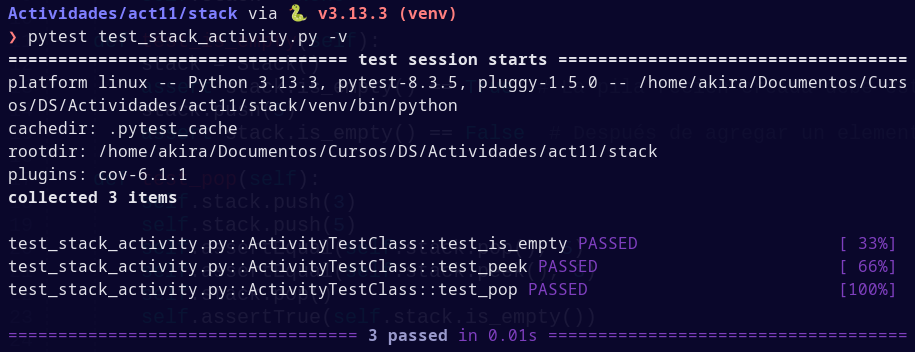 Actividades/act11/stack via 🐍 v3.13.3 (venv)
❯ pytest test_stack_activity.py -v
================================== test session starts ===================================
platform linux -- Python 3.13.3, pytest-8.3.5, pluggy-1.5.0 -- /home/akira/Documentos/Curs
os/DS/Actividades/act11/stack/venv/bin/python
cachedir: .pytest_cache
rootdir: /home/akira/Documentos/Cursos/DS/Actividades/act11/stack
plugins: cov-6.1.1
collected 3 items
test_stack_activity.py::ActivityTestClass::test_is_empty PASSED                    [ 33%]
test_stack_activity.py::ActivityTestClass::test_peek PASSED                        [ 66%]
test_stack_activity.py::ActivityTestClass::test_pop PASSED                         [100%]
=================================== 3 passed in 0.01s ====================================